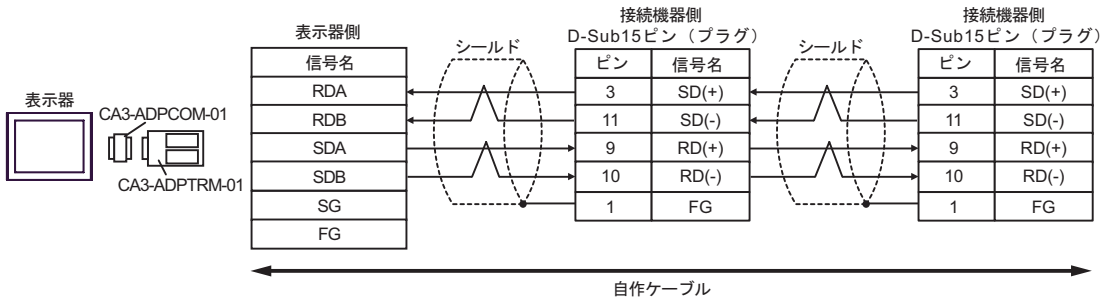 表示器
CA3-ADPCOM-01
CA3-ADPTRM-01
表示器側
信号名
RDA
RDB
SDA
SDB
SG
FG
シールド
接続機器側
D-Sub15ピン（プラグ）
ピン 信号名
3 SD(+)
11 SD(-)
9 RD(+)
10 RD(-)
1 FG
シールド
接続機器側
D-Sub15ピン（プラグ）
ピン 信号名
3 SD(+)
11 SD(-)
9 RD(+)
10 RD(-)
1 FG
自作ケーブル